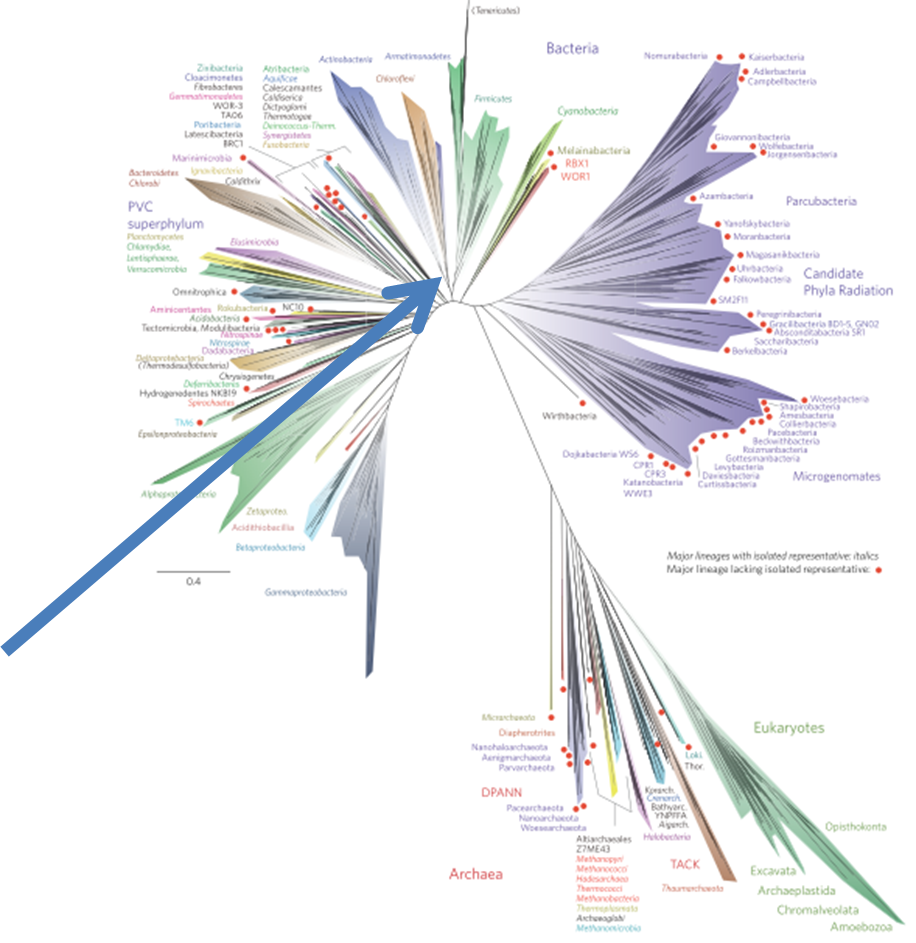 (Tenericutes)
Bacteria
Actinobacteria
Armatimonadetes
Chloroflexi
Firmicutes
Cyanobacteria
Melainabacteria
RBX1
WOR1
Zixibacteria
Cloacimonetes
Fibrobacteres
Gemmatimonadetes
WOR-3
TA06
Poribacteria
Latescibacteria
BRC1
Atribacteria
Aquificae
Calescamantes
Caldiserica
Dictyoglomi
Thermotogae
Deinococcus-Therm.
Synergistetes
Fusobacteria
Marinimicrobia
Ignavibacteria
Bacteroidetes
Chlorobi
Caldithrix
PVC
superphylum
Planctomycetes
Chlamydiae,
Lentisphaerae,
Verrucomicrobia
Elusimicrobia
Omnitrophica
Aminicentantes
Rokubacteria
NC10
Acidobacteria
Tectomicrobia, Modulibacteria
Nitrospinae
Nitrospirae
Dadabacteria
Deltaproteobacteria
(Thermodesulfobacteria)
Chrysiogenetes
Deferribacteres
Hydrogenedentes NKB19
Spirochaetes
TM6
Epsilonproteobacteria
Zetaproteo.
Acidithiobacillia
Betaproteobacteria
Gammaproteobacteria
0.4
Nomurabacteria
Kaiserbacteria
Adlerbacteria
Campbellbacteria
Giovannonibacteria
Wolfebacteria
Jorgensenbacteria
Azambacteria
Parcubacteria
Yanofskybacteria
Moranbacteria
Magasanikbacteria
Uhrbacteria
Falkowbacteria
Candidate
Phyla Radiation
SM2F11
Peregrinibacteria
Gracilibacteria BD1-5, GN02
Absconditabacteria SR1
Saccharibacteria
Berkelbacteria
Woesebacteria
Shapirobacteria
Amesbacteria
Collierbacteria
Pacebacteria
Beckwithbacteria
Roizmanbacteria
Gottesmanbacteria
Levybacteria
Daviesbacteria
Curtissbacteria
Microgenomates
Wirthbacteria
Dojkabacteria WS6
CPR1
CPR3
Katanobacteria
WWE3
Major lineages with isolated representative: italics
Major lineage lacking isolated representative:
Micrarchaeota
Diapherotrites
Nanohaloarchaeota
Aenigmarchaeota
Parvarchaeota
DPANN
Pacearchaeota
Nanoarchaeota
Woesearchaeota
Archaea
Altiarchaeales
Z7ME43
Methanopyri
Methanococci
Hadesarchaea
Thermococci
Methanobacteria
Thermoplasmata
Archaeoglobi
Methanomicrobia
Halobacteria
Korarch.
Crenarch.
Bathyarc.
YNPFFA
Aigarch.
TACK
Thaumarchaeota
Loki.
Thor.
Eukaryotes
Opisthokonta
Excavata
Archaeplastida
Chromalveolata
Amoebozoa